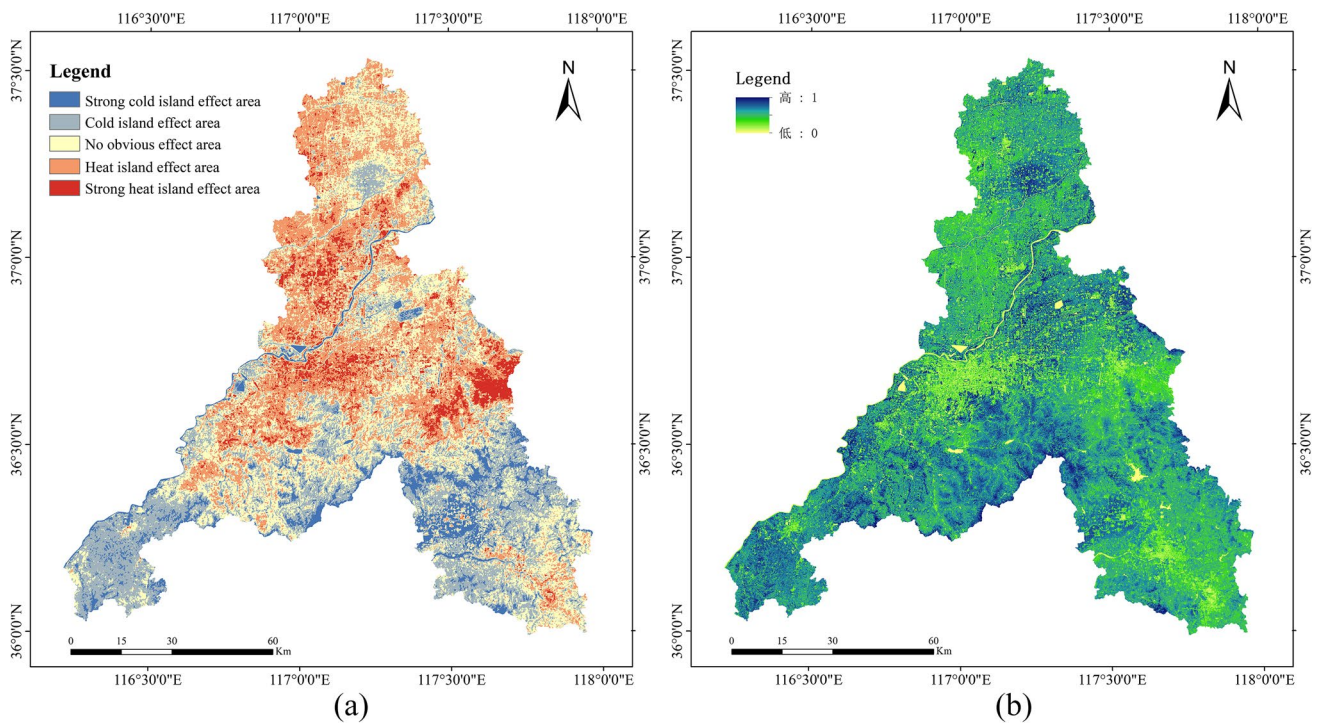 116°30'0"E 117°0'0"E 117°30'0"E 118°0'0"E
37°30'0"N
37°0'0"N
36°30'0"N
36°0'0"N
Legend
Strong cold island effect area
Cold island effect area
No obvious effect area
Heat island effect area
Strong heat island effect area
N
37°30'0"N
37°0'0"N
36°30'0"N
36°0'0"N
0 15 30 60
Km
116°30'0"E 117°0'0"E 117°30'0"E 118°0'0"E
(a)
116°30'0"E 117°0'0"E 117°30'0"E 118°0'0"E
Legend
高 : 1
低 : 0
N
37°30'0"N
37°0'0"N
36°30'0"N
36°0'0"N
0 15 30 60
Km
116°30'0"E 117°0'0"E 117°30'0"E 118°0'0"E
(b)